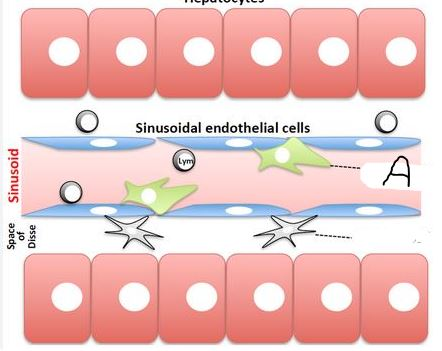 Hepatocytes
Sinusoidal endothelial cells
Lym
A
Sinusoid
Space
of
Disse